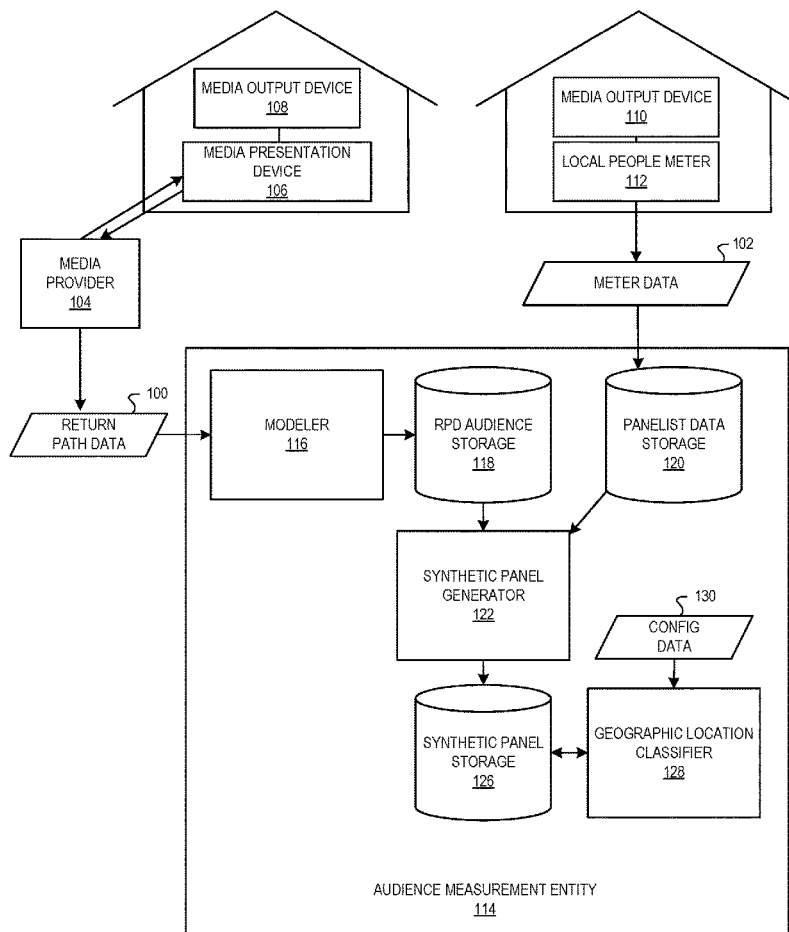 MEDIA OUTPUT DEVICE
108
MEDIA PRESENTATION
DEVICE
106
MEDIA OUTPUT DEVICE
110
LOCAL PEOPLE METER
112
MEDIA
PROVIDER
104
102
METER DATA
100
RETURN
PATH DATA
MODELER
116
RPD AUDIENCE
STORAGE
118
PANELIST DATA
STORAGE
120
SYNTHETIC PANEL
GENERATOR
122
130
CONFIG
DATA
SYNTHETIC PANEL
STORAGE
126
GEOGRAPHIC LOCATION
CLASSIFIER
128
AUDIENCE MEASUREMENT ENTITY
114